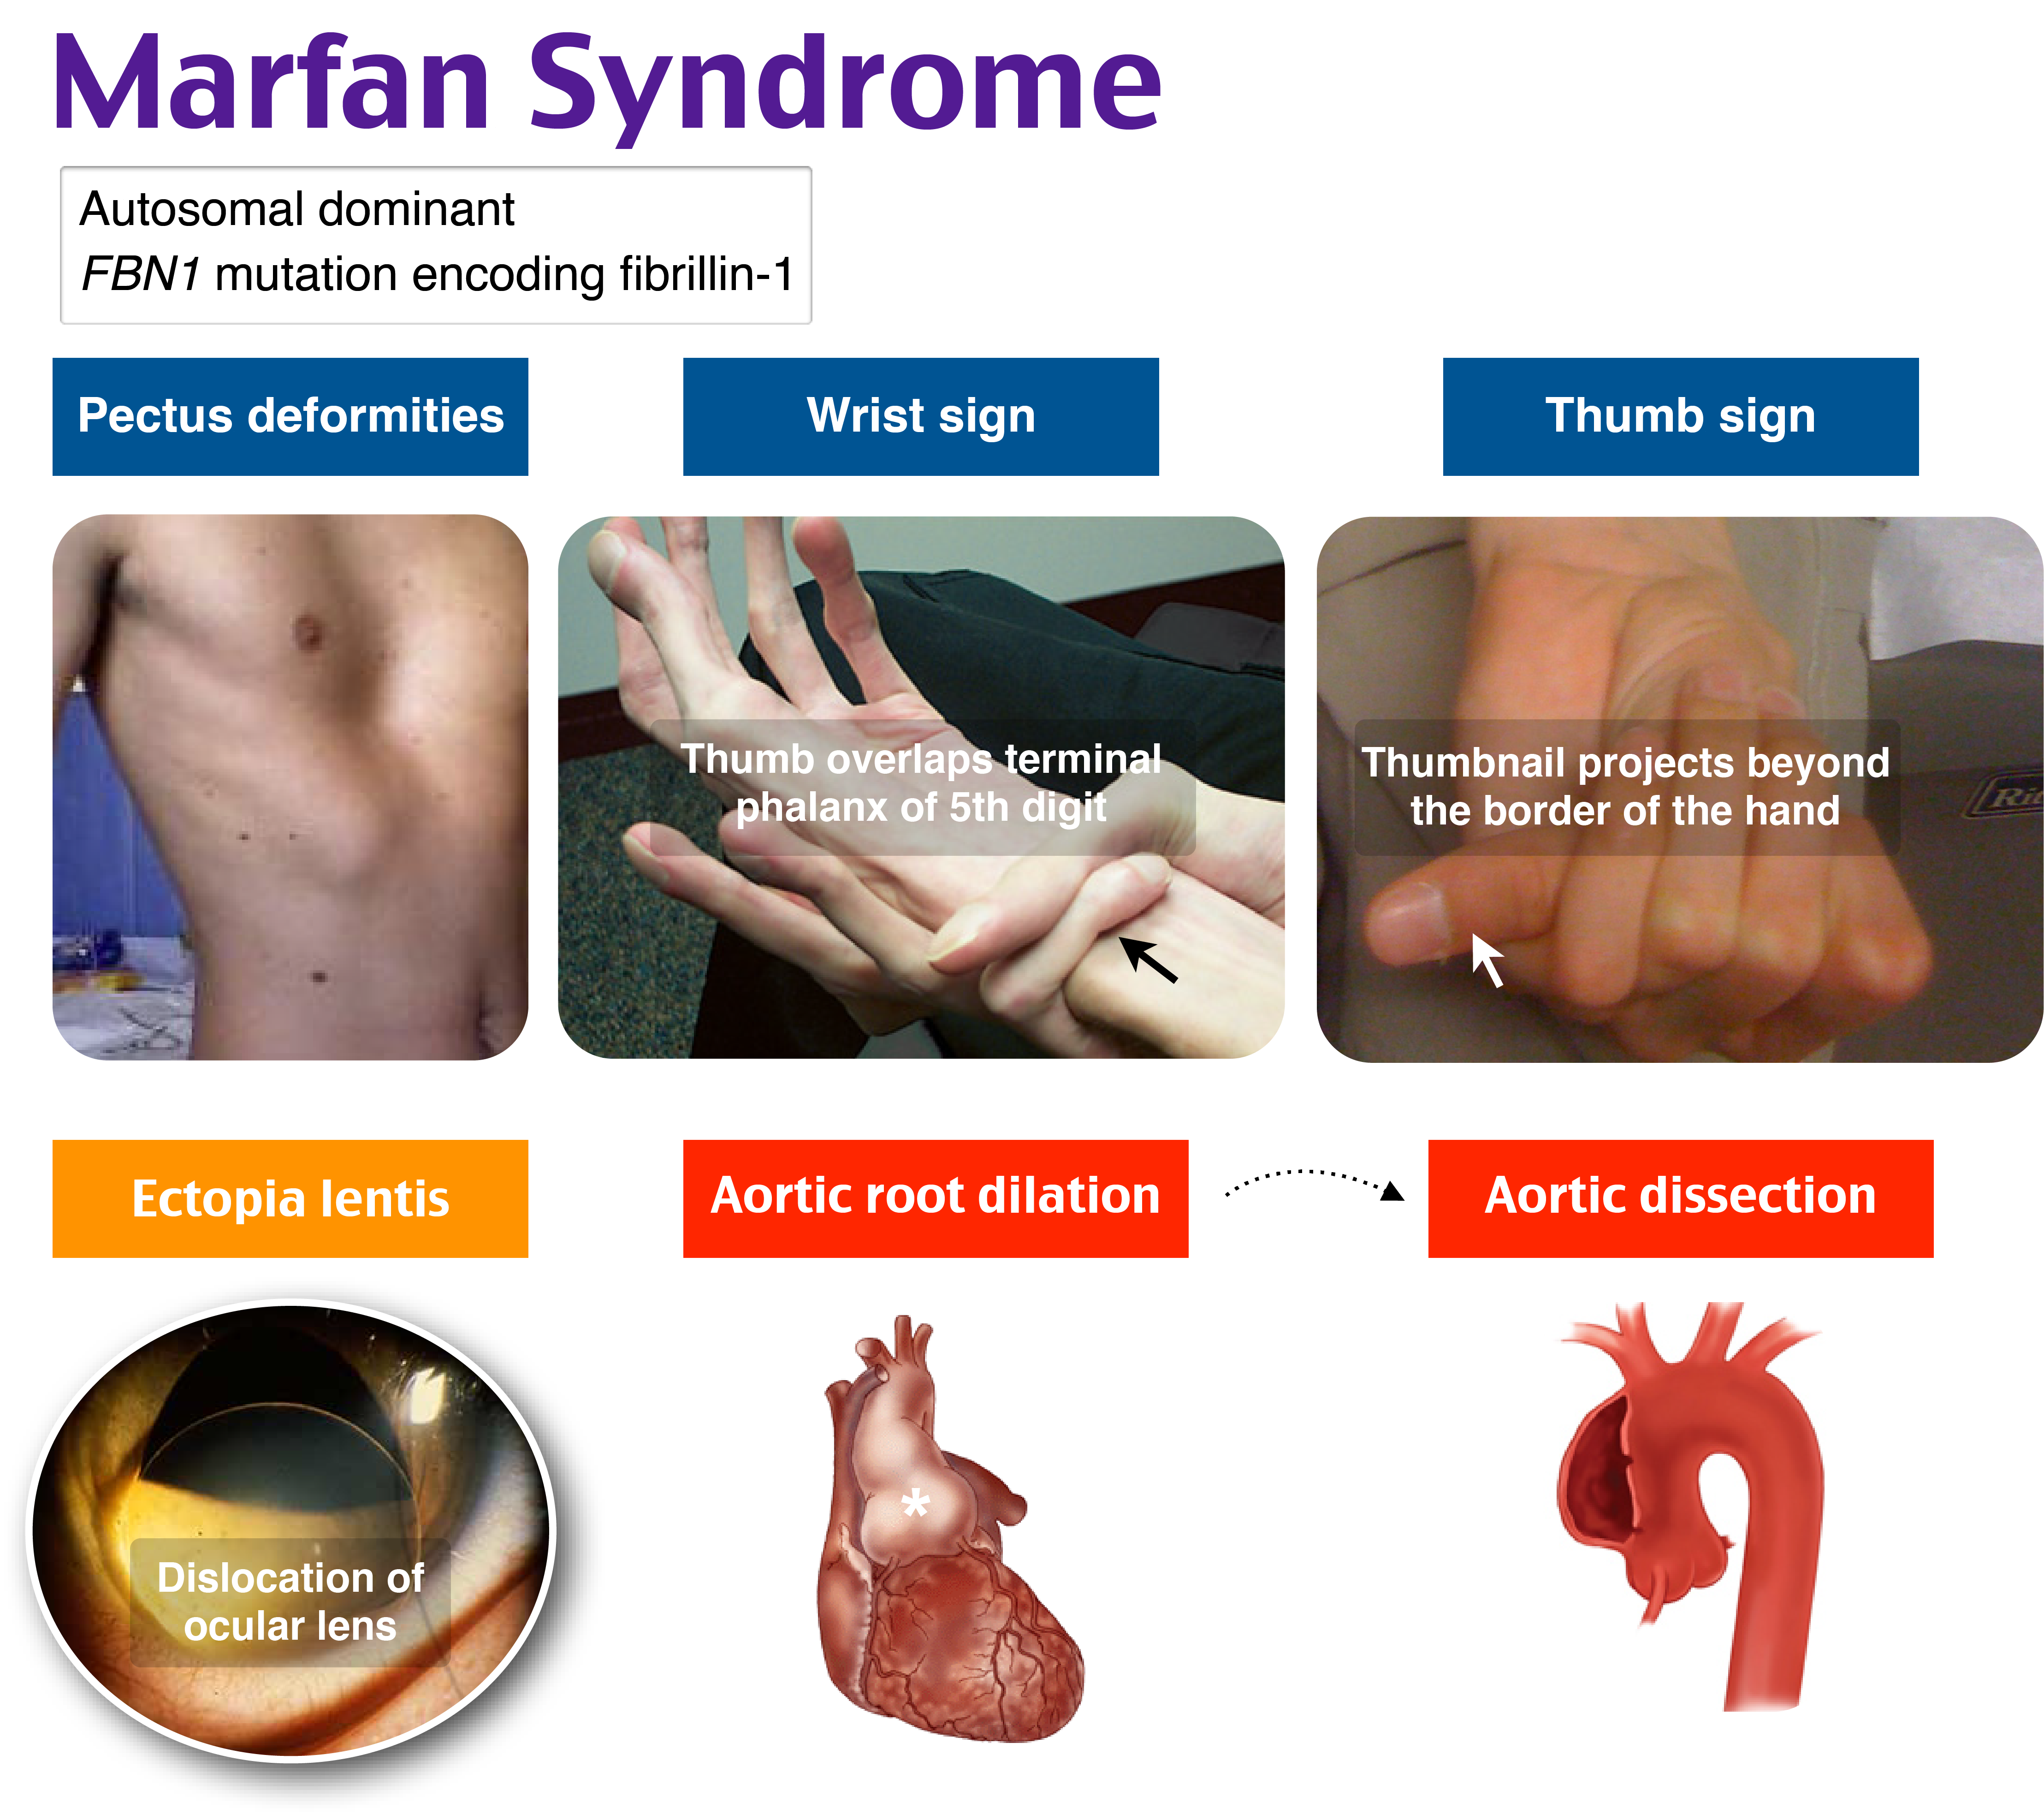 Marfan Syndrome
Autosomal dominant
FBN1 mutation encoding fibrillin-1
Pectus deformities
Wrist sign
Thumb sign
Thumb overlaps terminal
phalanx of 5th digit
Thumbnail projects beyond
the border of the hand
Ectopia lentis
Aortic root dilation
Aortic dissection
Dislocation of
ocular lens
*